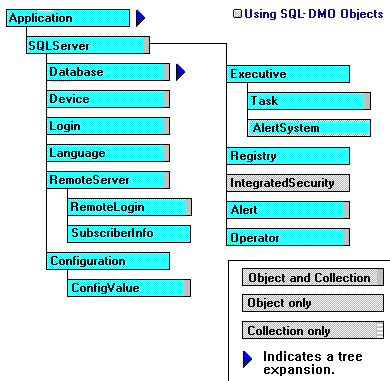 Application
Using SQL-DMO Objects
SQLServer
Database
Device
Login
Language
RemoteServer
RemoteLogin
SubscriberInfo
Configuration
ConfigValue
Executive
Task
AlertSystem
Registry
IntegratedSecurity
Alert
Operator
Object and Collection
Object only
Collection only
Indicates a tree
expansion.